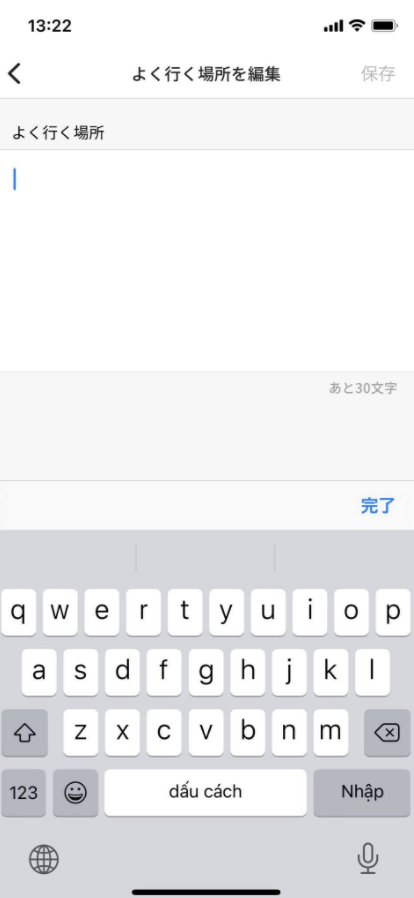 13:22
よく行く場所を編集 保存
よく行く場所
あと30文字
完了
q w e r t y u i o p
a s d f g h j k l
z x c v b n m
123 dấu cách Nhập